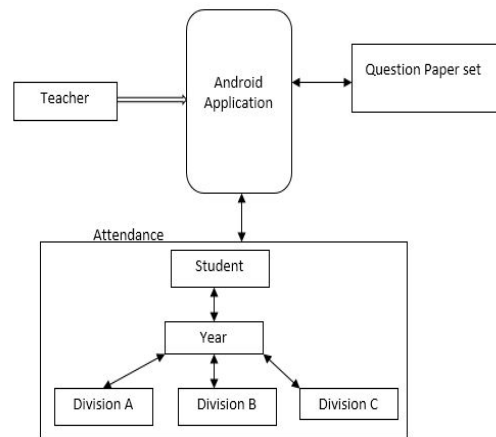 Android
Application
Question Paper set
Teacher
Attendance
Student
Year
Division A
Division B
Division C